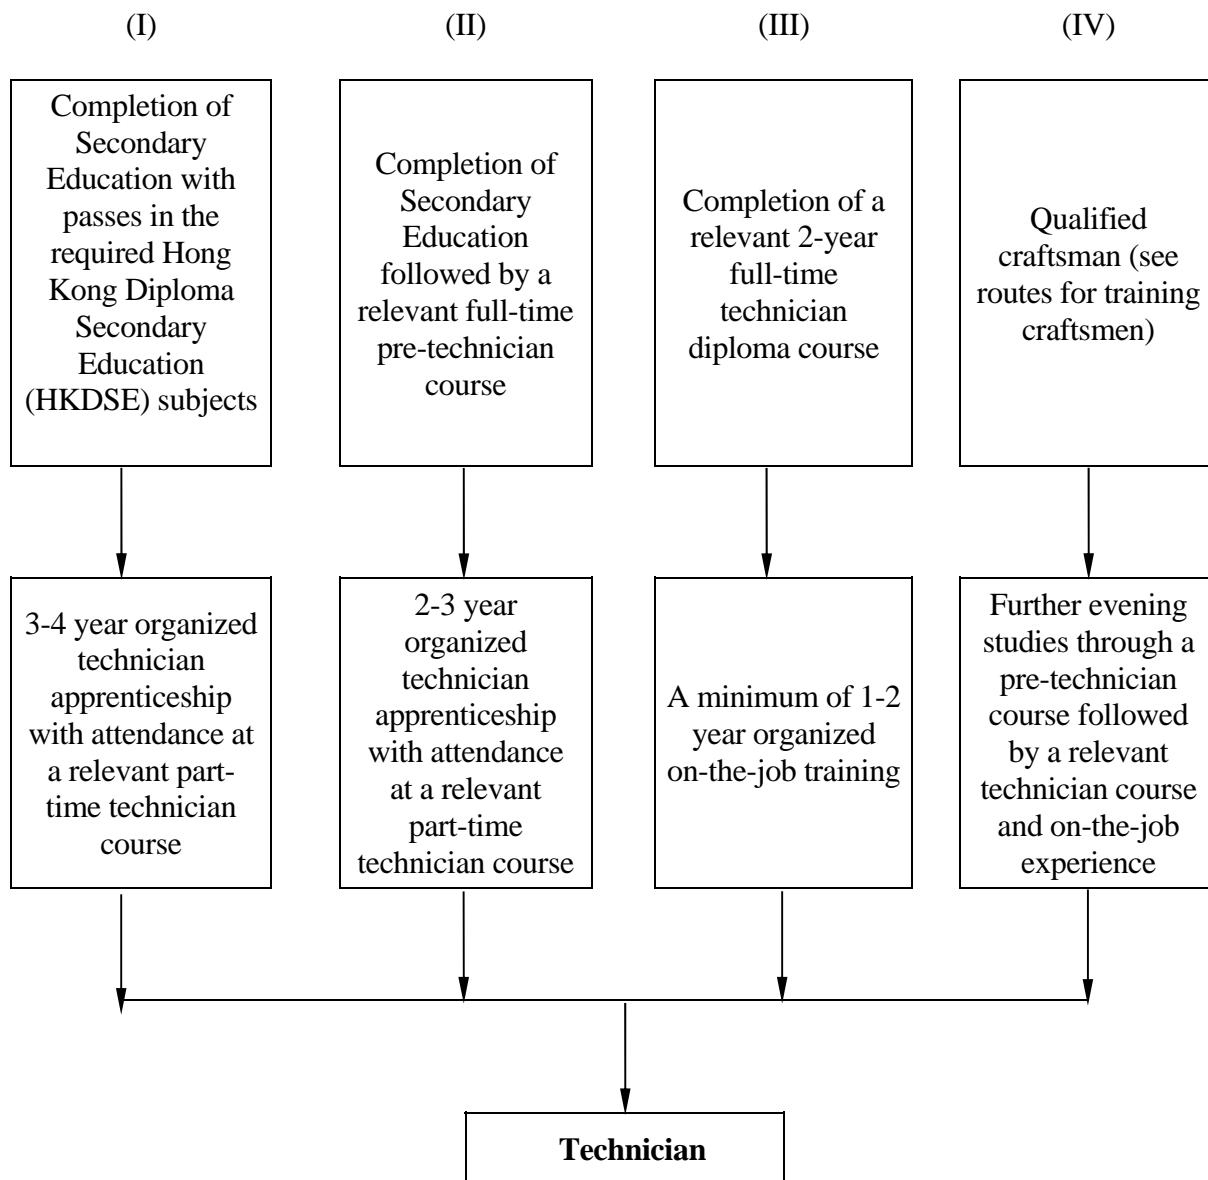 (I)
(II)
(III)
(IV)
Completion of
Secondary
Education with
passes in the
required Hong
Kong Diploma
Secondary
Education
(HKDSE) subjects
Completion of
Secondary
Education
followed by a
relevant full-time
pre-technician
course
Completion of a
relevant 2-year
full-time
technician
diploma course
Qualified
craftsman (see
routes for training
craftsmen)
3-4 year organized
technician
apprenticeship
with attendance at
a relevant part-
time technician
course
2-3 year
organized
technician
apprenticeship
with attendance
at a relevant
part-time
technician course
A minimum of 1-2
year organized
on-the-job training
Further evening
studies through a
pre-technician
course followed
by a relevant
technician course
and on-the-job
experience
Technician